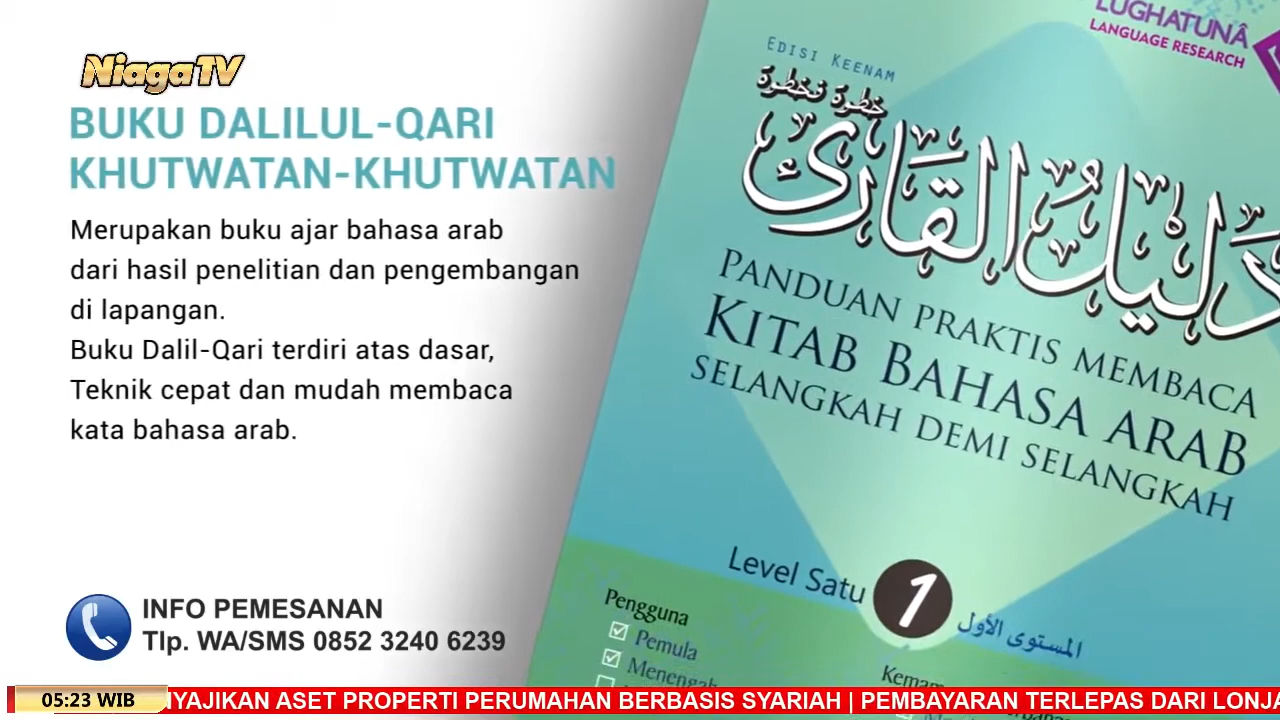 NiagaTV
BUKU DALILUL-QARI
KHUTWATAN-KHUTWATAN
Merupakan buku ajar bahasa arab
dari hasil penelitian dan pengembangan
di lapangan.
Buku Dalil-Qari terdiri atas dasar,
Teknik cepat dan mudah membaca
kata bahasa arab.
INFO PEMESANAN
Tlp. WA/SMS 0852 3240 6239
LUGHATUNÂ
LANGUAGE RESEARCH
EDISI KEENAM
خطوة فخطوة
دليل القارئ
PANDUAN PRAKTIS MEMBACA
KITAB BAHASA ARAB
SELANGKAH DEMI SELANGKAH
Level Satu 1 المستوى الأول
Pengguna
Pemula
Menengah
05:23 WIB
NYAJIKAN ASET PROPERTI PERUMAHAN BERBASIS SYARIAH | PEMBAYARAN TERLEPAS DARI LONJA